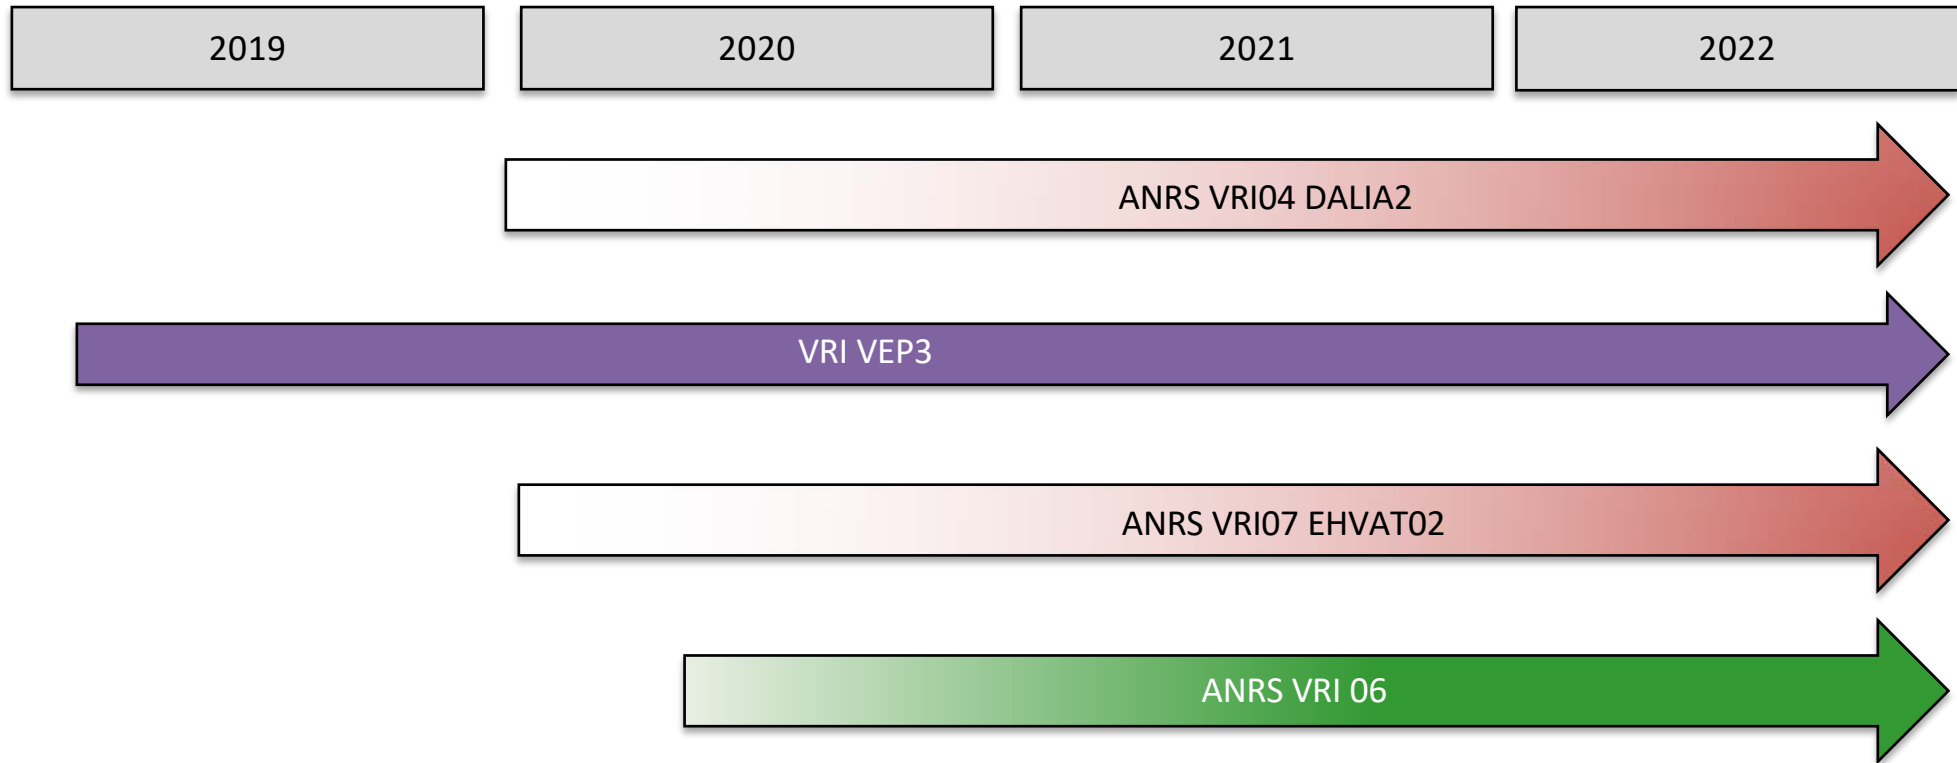 2019
2020
2021
2022
ANRS VRI04 DALIA2
VRI VEP3
ANRS VRI07 EHVAT02
ANRS VRI 06